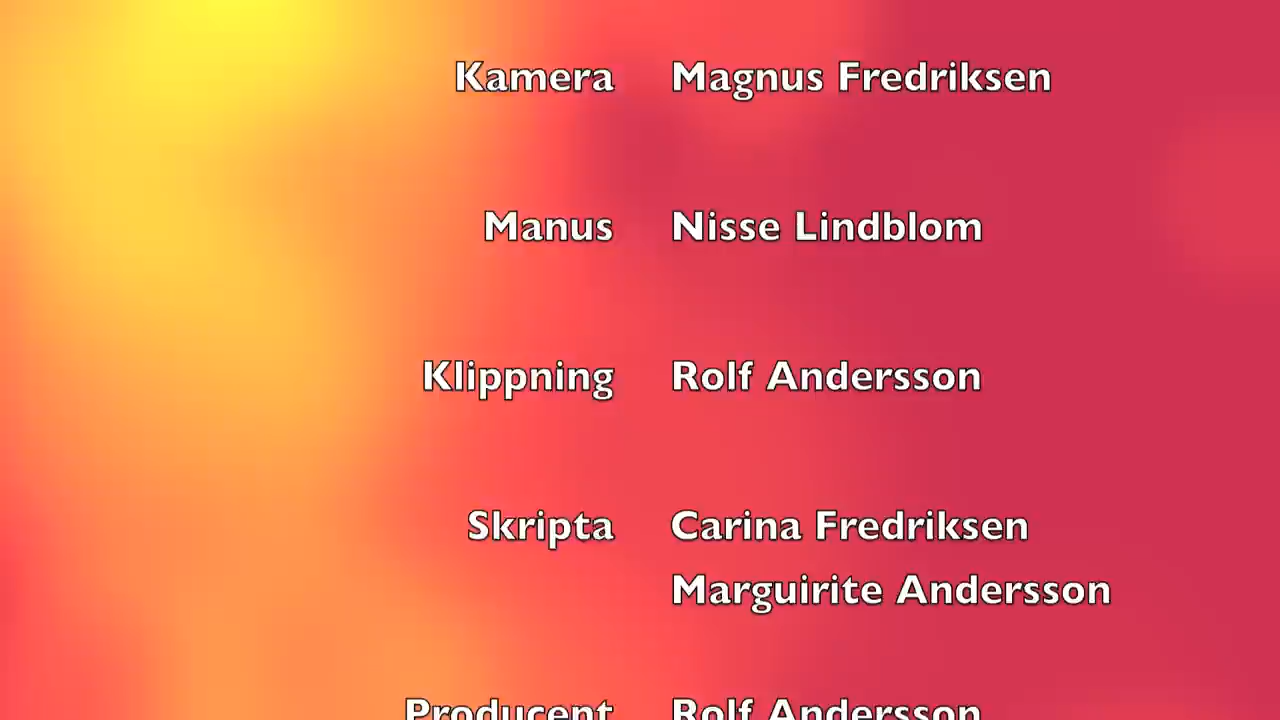 Kamera Magnus Fredriksen
Manus Nisse Lindblom
Klippning Rolf Andersson
Skripta Carina Fredriksen
Marguirite Andersson
Producent Rolf Andersson